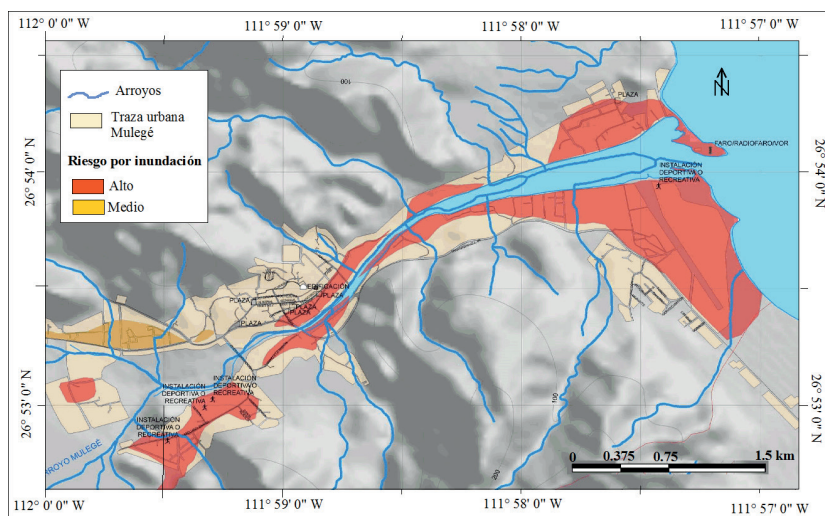 112° 0' 0" W
111° 59' 0" W
111° 58' 0" W
111° 57' 0" W
Arroyos
Traza urbana
Mulegé
Riesgo por inundación
Alto
Medio
N
PLAZA
FARO/RADIOFARO/VOR
INSTALACIÓN
DEPORTIVA O
RECREATIVA
26° 54' 0" N
26° 54' 0" N
100
EDIFICACIÓN
PLAZA
PLAZA
PLAZA
PLAZA
PLAZA
INSTALACIÓN
DEPORTIVA O
RECREATIVA
INSTALACIÓN
DEPORTIVA O
RECREATIVA
INSTALACIÓN
DEPORTIVA O
RECREATIVA
26° 53' 0" N
26° 53' 0" N
ARROYO MULEGÉ
100
200
0
0.375
0.75
1.5 km
112° 0' 0" W
111° 59' 0" W
111° 58' 0" W
111° 57' 0" W